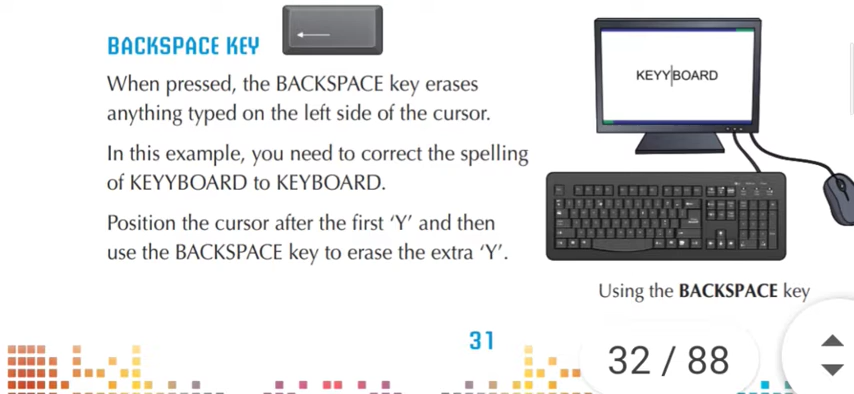 BACKSPACE KEY
When pressed, the BACKSPACE key erases
anything typed on the left side of the cursor.
In this example, you need to correct the spelling
of KEYYBOARD to KEYBOARD.
Position the cursor after the first ‘Y’ and then
use the BACKSPACE key to erase the extra ‘Y’.
KEYYBOARD
Using the BACKSPACE key
31
32 / 88